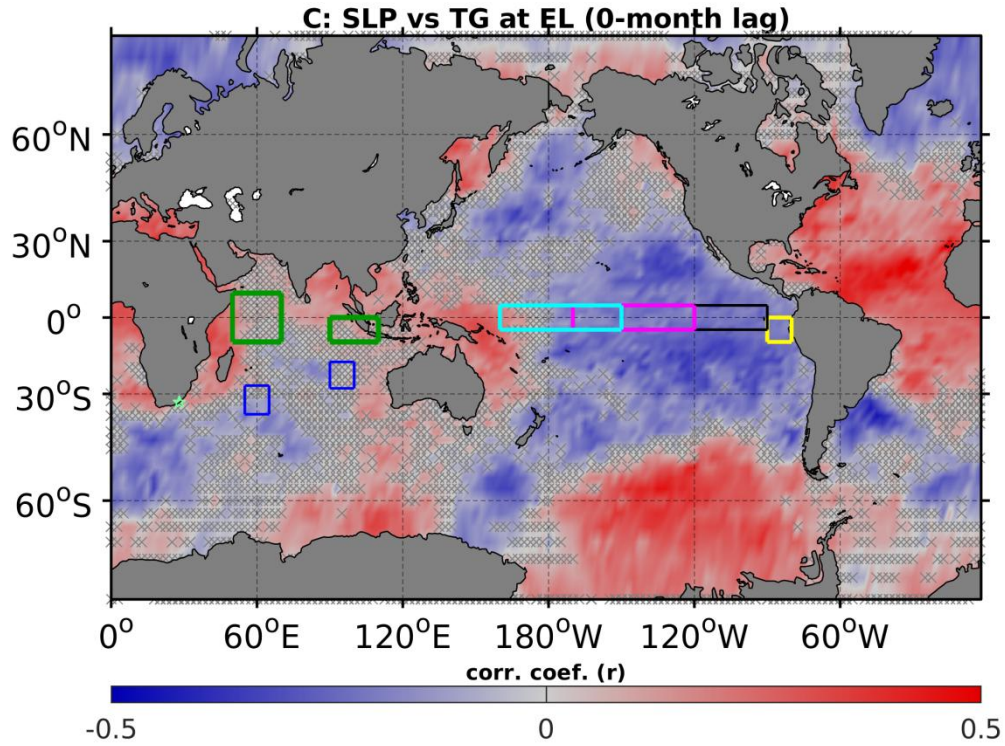 C: SLP vs TG at EL (0-month lag)
60°N
30°N
0°
30°S
60°S
0° 60°E 120°E 180°W 120°W 60°W
corr. coef. (r)
-0.5 0 0.5